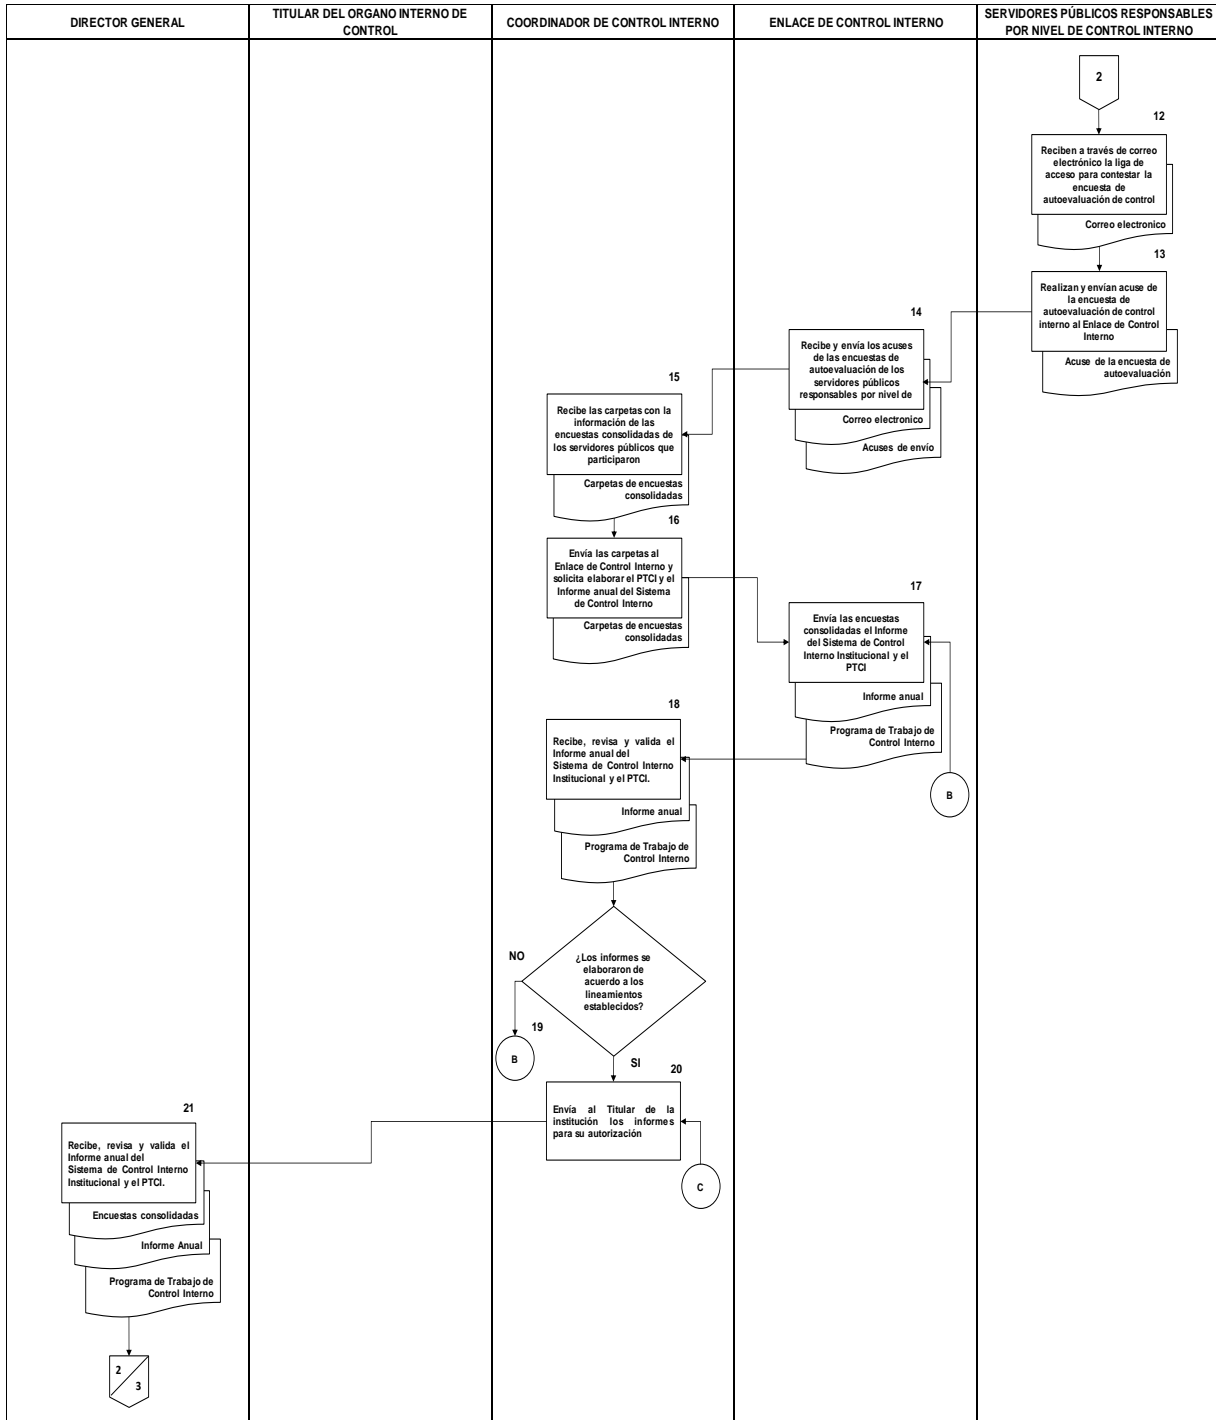 DIRECTOR GENERAL
TITULAR DEL ORGANO INTERNO DE
CONTROL
COORDINADOR DE CONTROL INTERNO
ENLACE DE CONTROL INTERNO
SERVIDORES PÚBLICOS RESPONSABLES
POR NIVEL DE CONTROL INTERNO
2
12
Reciben a través de correo
electrónico la liga de
acceso para contestar la
encuesta de
autoevaluación de control
Correo electronico
13
Realizan y envían acuse de
la encuesta de
autoevaluación de control
interno al Enlace de Control
Interno
Acuse de la encuesta de
autoevaluación
14
Recibe y envía los acuses
de las encuestas de
autoevaluación de los
servidores públicos
responsables por nivel de
Correo electronico
Acuses de envío
15
Recibe las carpetas con la
información de las
encuestas consolidadas de
los servidores públicos que
participaron
Carpetas de encuestas
consolidadas
16
Envía las carpetas al
Enlace de Control Interno y
solicita elaborar el PTCI y el
Informe anual del Sistema
de Control Interno
Carpetas de encuestas
consolidadas
17
Envía las encuestas
consolidadas el Informe
del Sistema de Control
Interno Institucional y el
PTCI
Informe anual
Programa de Trabajo de
Control Interno
B
18
Recibe, revisa y valida el
Informe anual del
Sistema de Control Interno
Institucional y el PTCI.
Informe anual
Programa de Trabajo de
Control Interno
¿Los informes se
elaboraron de
acuerdo a los
lineamientos
establecidos?
NO
19
B
SI
20
Envía al Titular de la
institución los informes
para su autorización
C
21
Recibe, revisa y valida el
Informe anual del
Sistema de Control Interno
Institucional y el PTCI.
Encuestas consolidadas
Informe Anual
Programa de Trabajo de
Control Interno
2
3